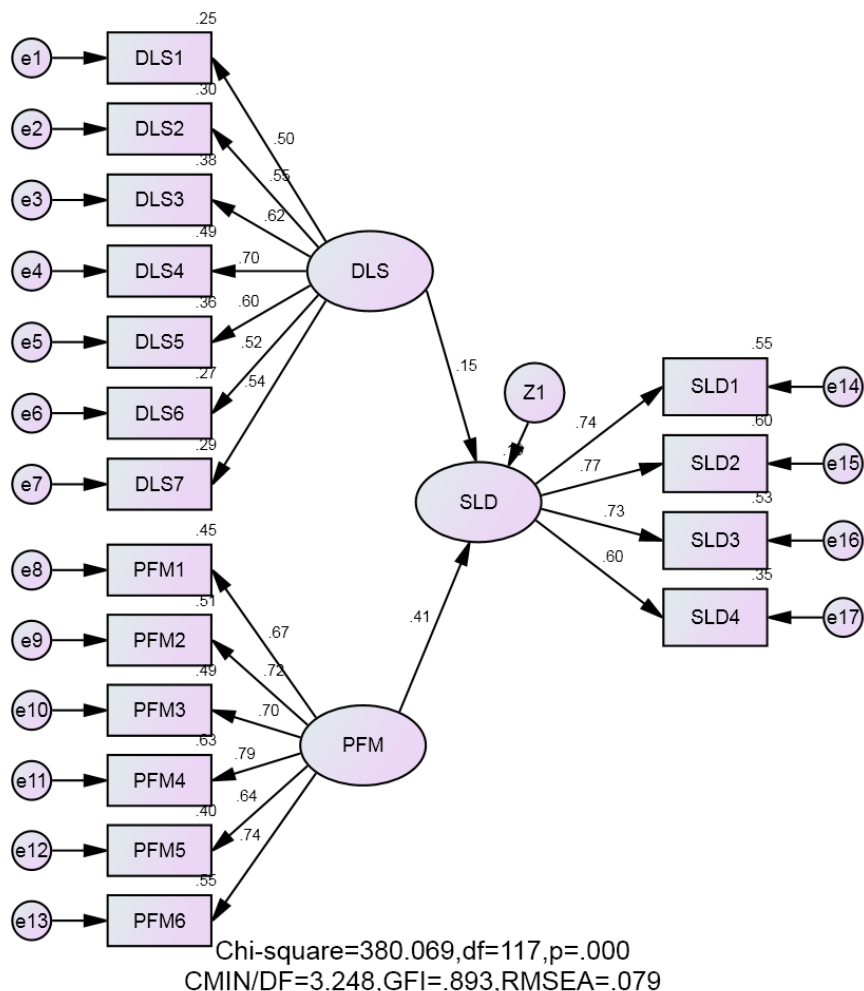 .25
e1 DLS1
.30
.50
e2 DLS2
.38
.55
e3 DLS3
.62
.49
e4 DLS4 .70 DLS
.36
.60
e5 DLS5
.52
.27
.54
e6 DLS6
.29
e7 DLS7
.15
Z1
.55
SLD1 e14
.74
.60
.77 SLD2 e15
SLD
.53
.73 SLD3 e16
.60
.35
SLD4 e17
.41
.45
e8 PFM1
.51
.67
e9 PFM2
.49
.72
e10 PFM3
.70
PFM
.63
.79
e11 PFM4
.64
.40
.74
e12 PFM5
.55
e13 PFM6
Chi-square=380.069,df=117,p=.000
CMIN/DF=3.248,GFI=.893,RMSEA=.079